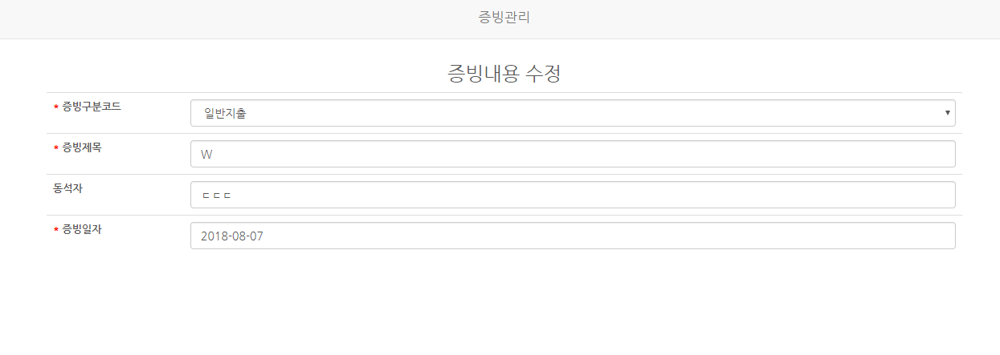 증빙관리
증빙내용 수정
* 증빙구분코드
일반지출
* 증빙제목
W
동석자
ㄷㄷㄷ
* 증빙일자
2018-08-07